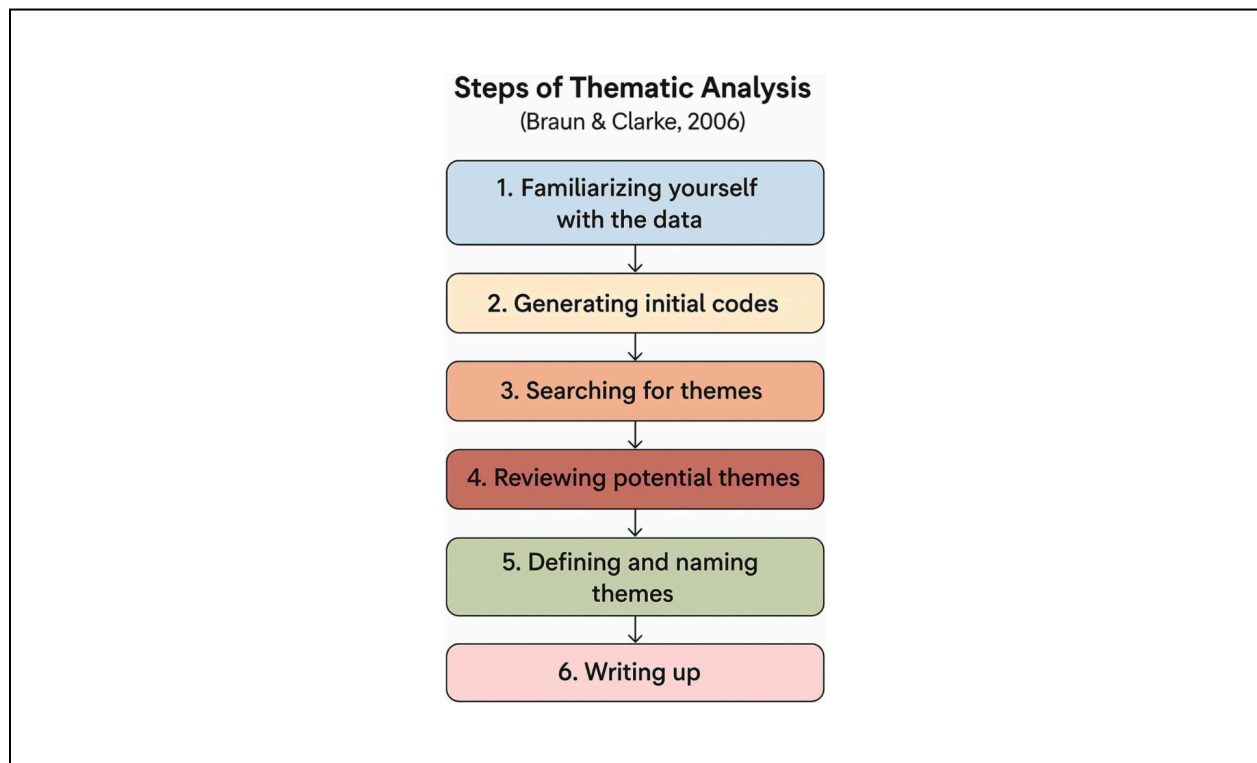 Steps of Thematic Analysis
(Braun & Clarke, 2006)
1. Familiarizing yourself
with the data
2. Generating initial codes
3. Searching for themes
4. Reviewing potential themes
5. Defining and naming
themes
6. Writing up